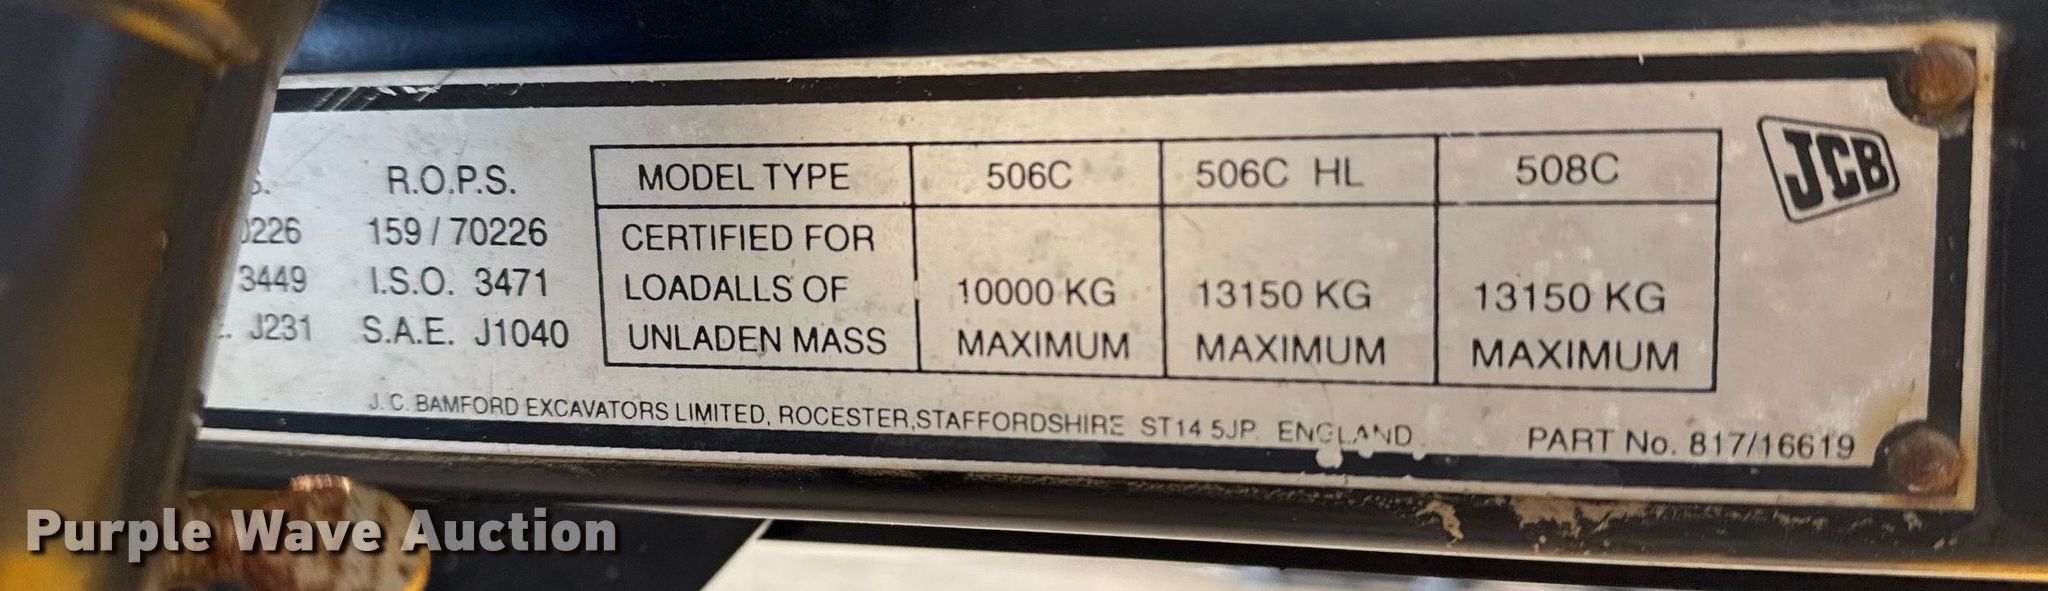 R.O.P.S.
159 / 70226
3449 I.S.O. 3471
J231 S.A.E. J1040
MODEL TYPE 506C 506C HL 508C
CERTIFIED FOR
LOADALLS OF 10000 KG 13150 KG 13150 KG
UNLADEN MASS MAXIMUM MAXIMUM MAXIMUM
JCB
J.C. BAMFORD EXCAVATORS LIMITED, ROCESTER, STAFFORDSHIRE ST14 5JP. ENGLAND.
PART No. 817/16619
Purple Wave Auction